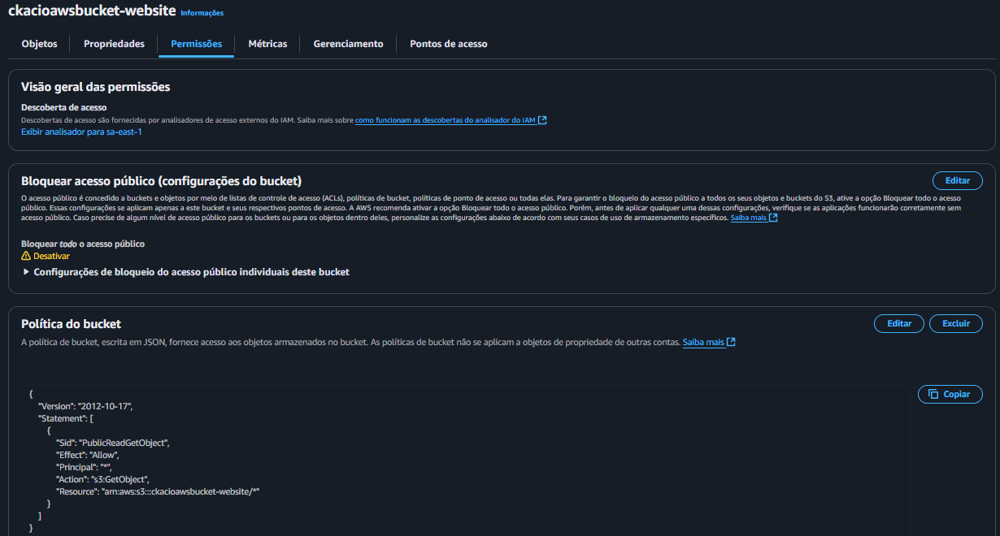 ckacioawsbucket-website Informações
Objetos Propriedades Permissões Métricas Gerenciamento Pontos de acesso
Visão geral das permissões
Descoberta de acesso
Descobertas de acesso são fornecidas por analisadores de acesso externos do IAM. Saiba mais sobre como funcionam as descobertas do analisador do IAM
Exibir analisador para sa-east-1
Bloquear acesso público (configurações do bucket)
Editar
O acesso público é concedido a buckets e objetos por meio de listas de controle de acesso (ACLs), políticas de bucket, políticas de ponto de acesso ou todas elas. Para garantir o bloqueio do acesso público a todos os seus objetos e buckets do S3, ative a opção Bloquear todo o acesso
público. Essas configurações se aplicam apenas a este bucket e seus respectivos pontos de acesso. A AWS recomenda ativar a opção Bloquear todo o acesso público. Porém, antes de aplicar qualquer uma dessas configurações, verifique se as aplicações funcionarão corretamente sem
acesso público. Caso precise de algum nível de acesso público para os buckets ou para os objetos dentro deles, personalize as configurações abaixo de acordo com seus casos de uso de armazenamento específicos. Saiba mais
Bloquear todo o acesso público
Desativar
Configurações de bloqueio do acesso público individuais deste bucket
Política do bucket
Editar Excluir
A política de bucket, escrita em JSON, fornece acesso aos objetos armazenados no bucket. As políticas de bucket não se aplicam a objetos de propriedade de outras contas. Saiba mais
Copiar
{
"Version": "2012-10-17",
"Statement": [
{
"Sid": "PublicReadGetObject",
"Effect": "Allow",
"Principal": "*",
"Action": "s3:GetObject",
"Resource": "arn:aws:s3:::ckacioawsbucket-website/*"
}
]
}